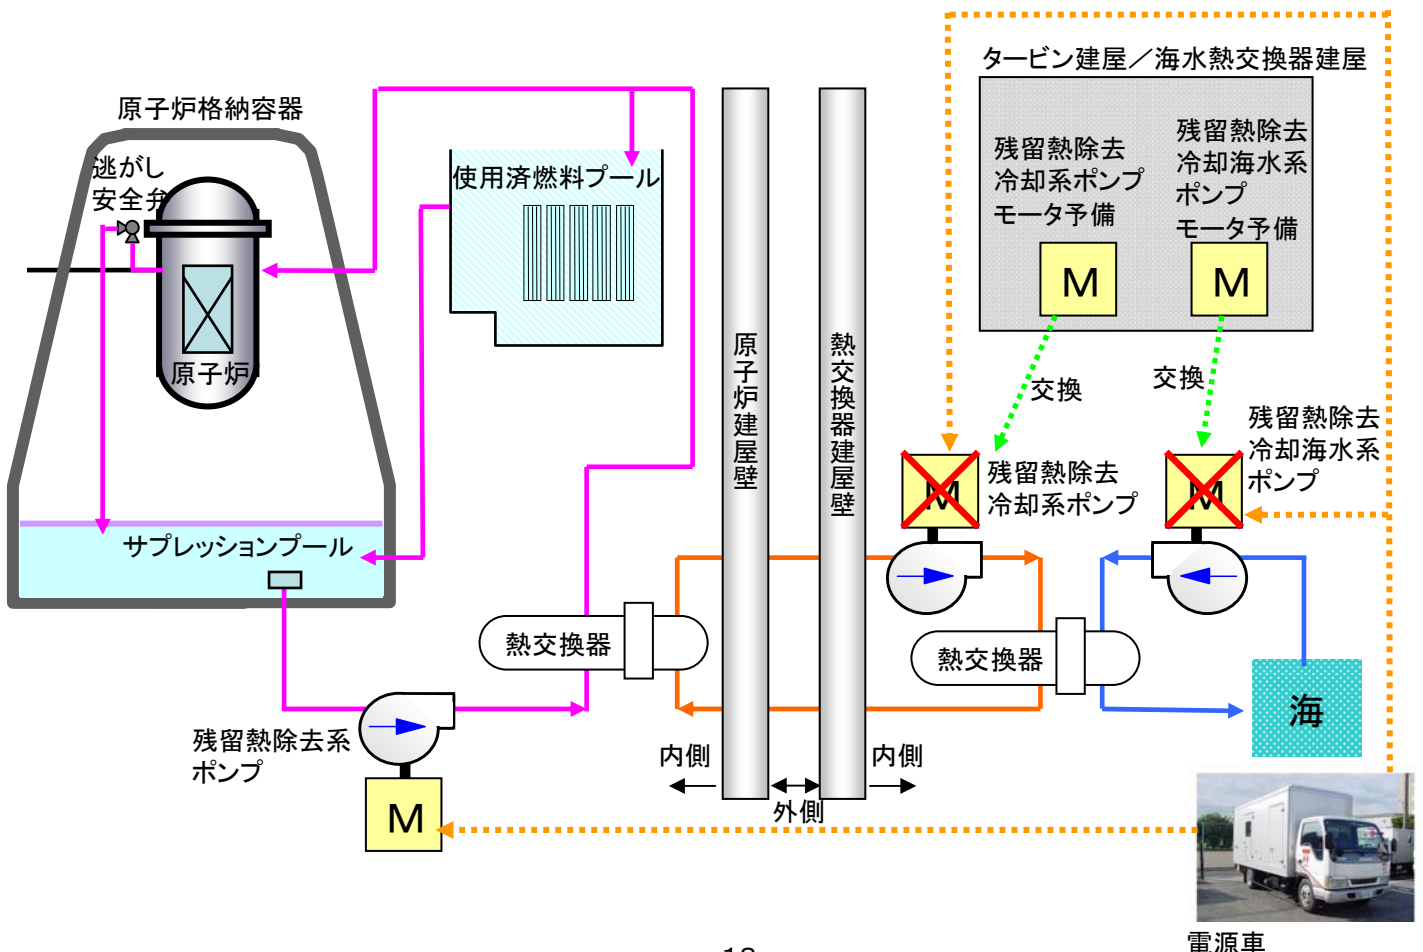 タービン建屋／海水熱交換器建屋
原子炉格納容器
逃がし
安全弁
原子炉
使用済燃料プール
残留熱除去
冷却系ポンプ
モータ予備
M
残留熱除去
冷却海水系
ポンプ
モータ予備
M
交換
交換
原子炉建屋壁
熱交換器建屋壁
M
残留熱除去
冷却系ポンプ
M
残留熱除去
冷却海水系
ポンプ
サプレッションプール
熱交換器
熱交換器
海
残留熱除去系
ポンプ
M
内側
外側
内側
電源車